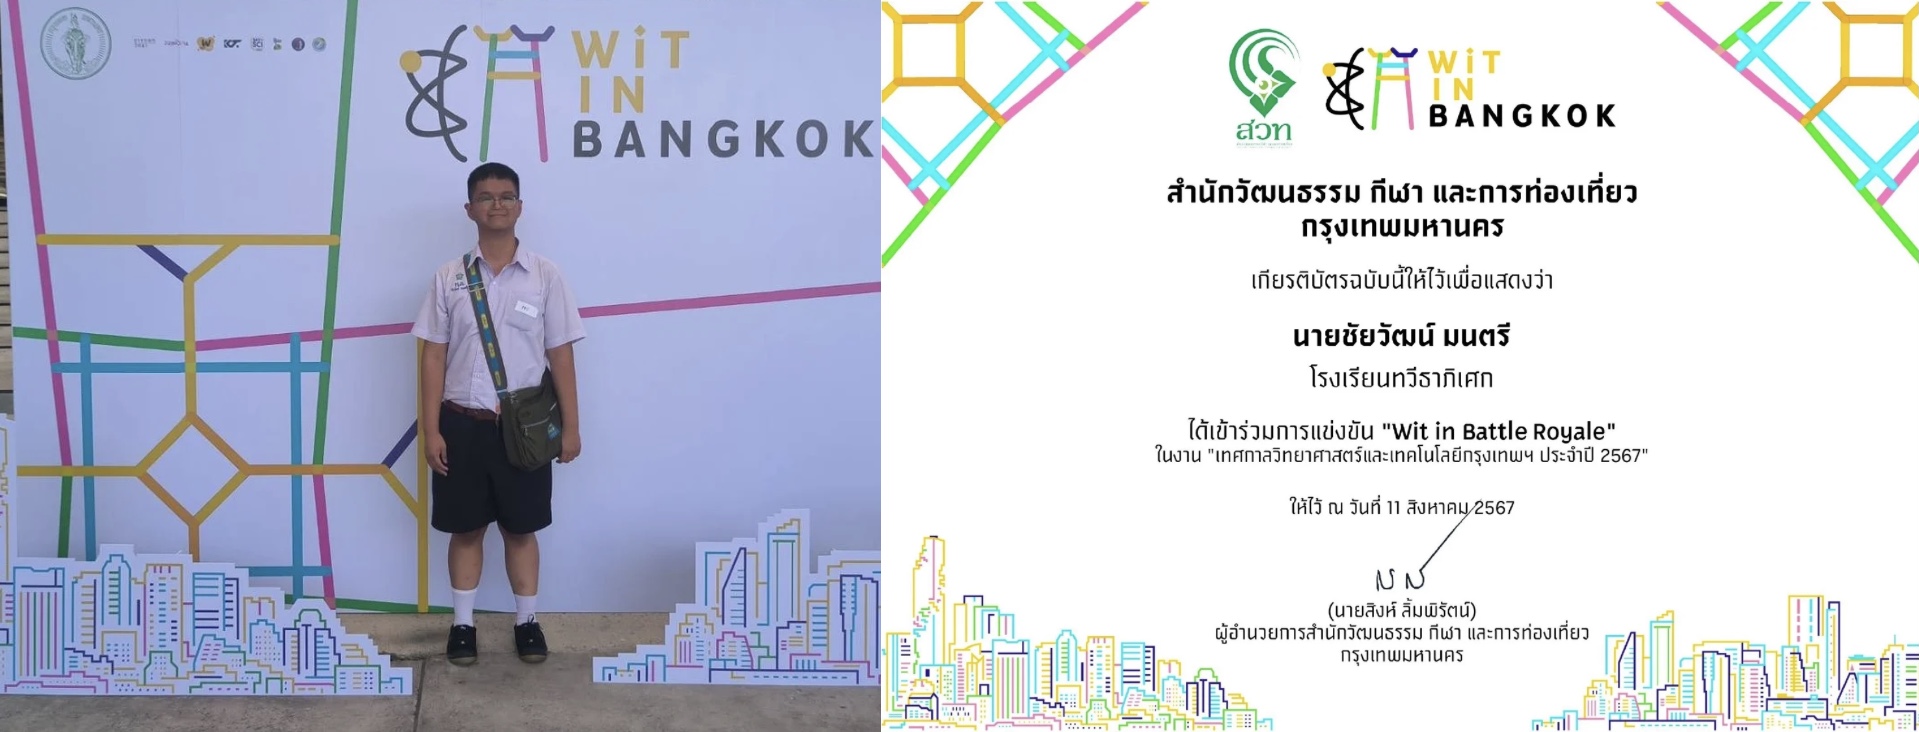 WiT
IN
BANGKOK
สวท
WiT
IN
BANGKOK
สำนักวัฒนธรรม กีฬา และการท่องเที่ยว
กรุงเทพมหานคร
เกียรติบัตรฉบับนี้ให้ไว้เพื่อแสดงว่า
นายชัยวัฒน์ มนตรี
โรงเรียนทวีธาภิเศก
ได้เข้าร่วมการแข่งขัน "Wit in Battle Royale"
ในงาน "เทศกาลวิทยาศาสตร์และเทคโนโลยีกรุงเทพฯ ประจำปี 2567"
ให้ไว้ ณ วันที่ 11 สิงหาคม 2567
(นายสิงห์ ลิ้มพิรัตน์)
ผู้อำนวยการสำนักวัฒนธรรม กีฬา และการท่องเที่ยว
กรุงเทพมหานคร